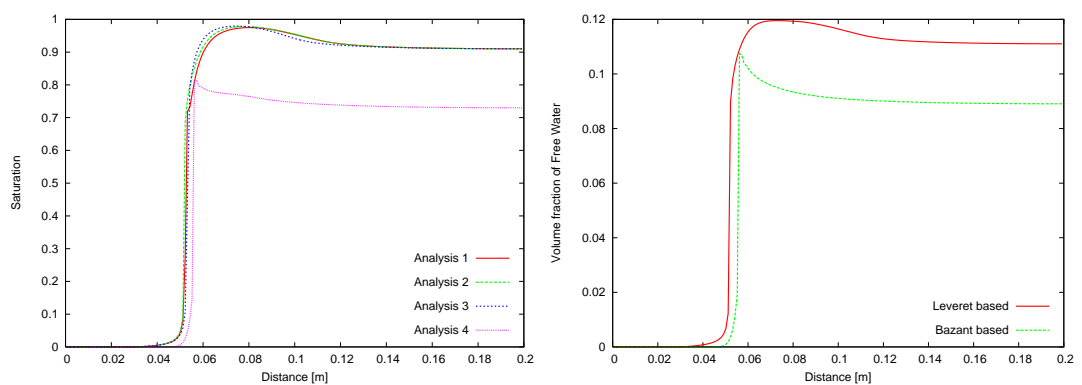 1
0.9
0.8
0.7
0.6
0.5
0.4
0.3
0.2
0.1
0
0 0.02 0.04 0.06 0.08 0.1 0.12 0.14 0.16 0.18 0.2
Saturation
Distance [m]
Analysis 1
Analysis 2
Analysis 3
Analysis 4
0.12
0.1
0.08
0.06
0.04
0.02
0
0 0.02 0.04 0.06 0.08 0.1 0.12 0.14 0.16 0.18 0.2
Volume fraction of Free Water
Distance [m]
Leveret based
Bazant based